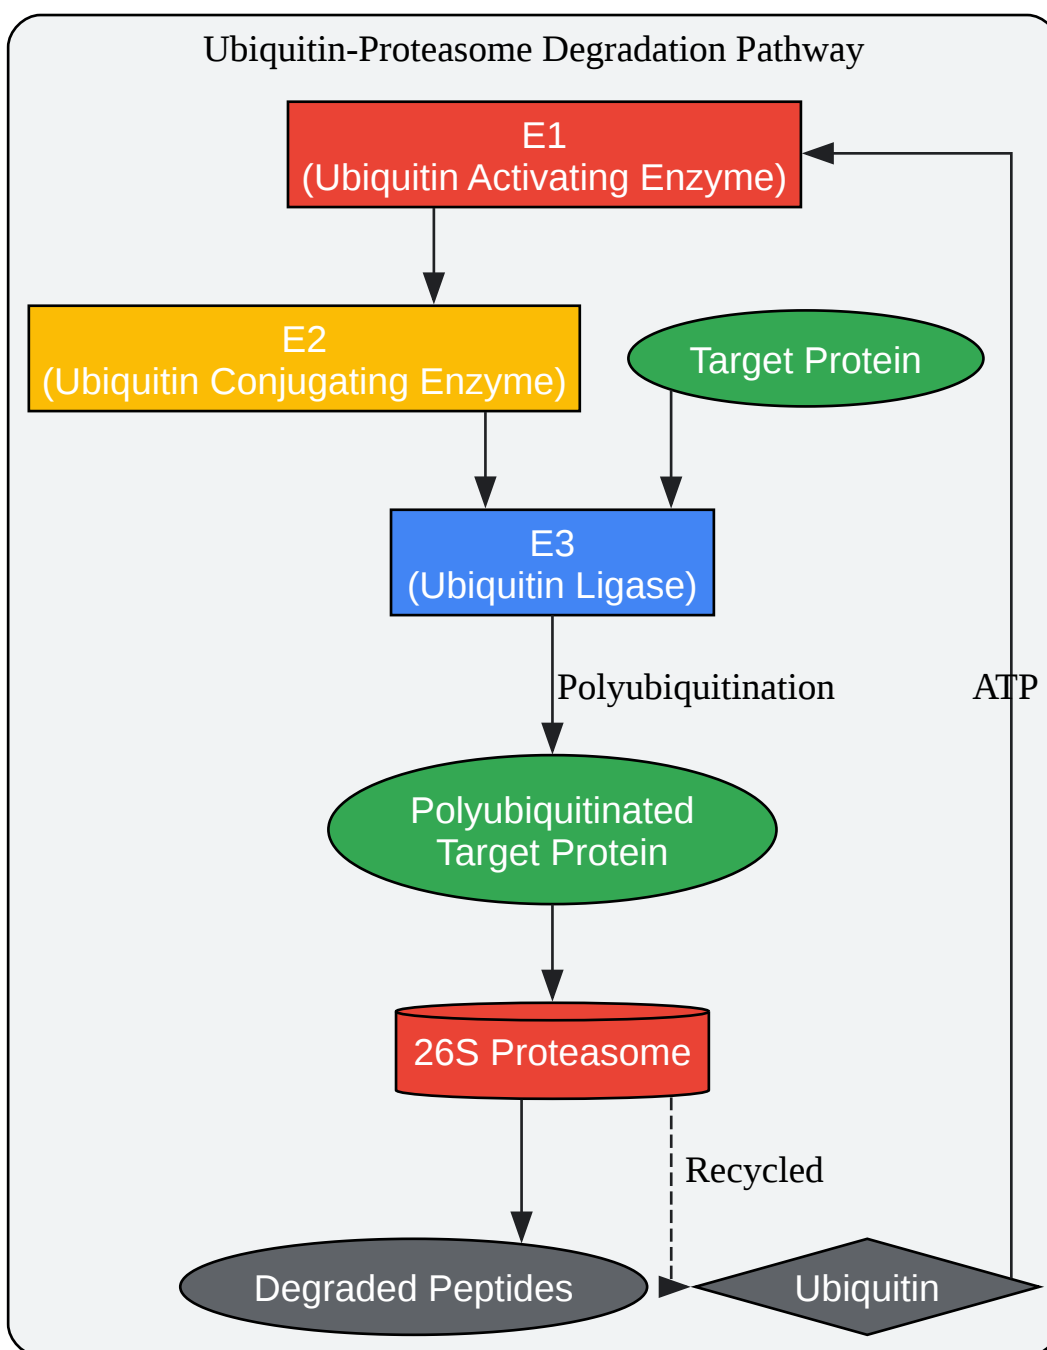 Ubiquitin-Proteasome Degradation Pathway
E1
(Ubiquitin Activating Enzyme)
E2
(Ubiquitin Conjugating Enzyme)
Target Protein
E3
(Ubiquitin Ligase)
Polyubiquitination
ATP
Polyubiquitinated
Target Protein
26S Proteasome
Recycled
Degraded Peptides
Ubiquitin